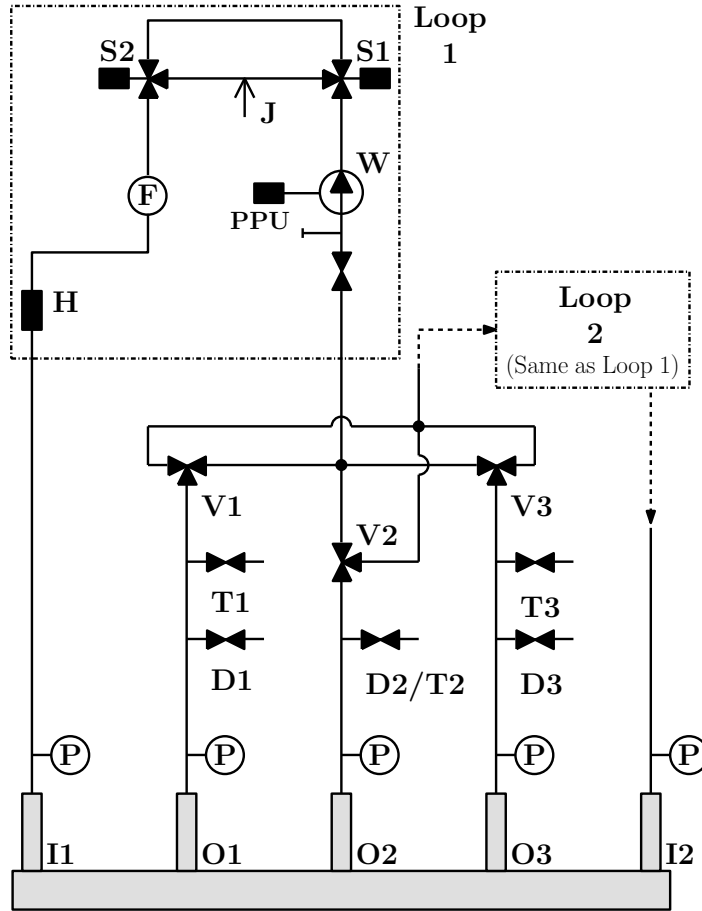 Loop
1
S2
S1
J
W
F
PPU
H
Loop
2
(Same as Loop 1)
V1
V3
V2
T1
T3
D1
D2/T2
D3
P
P
P
P
P
I1
O1
O2
O3
I2